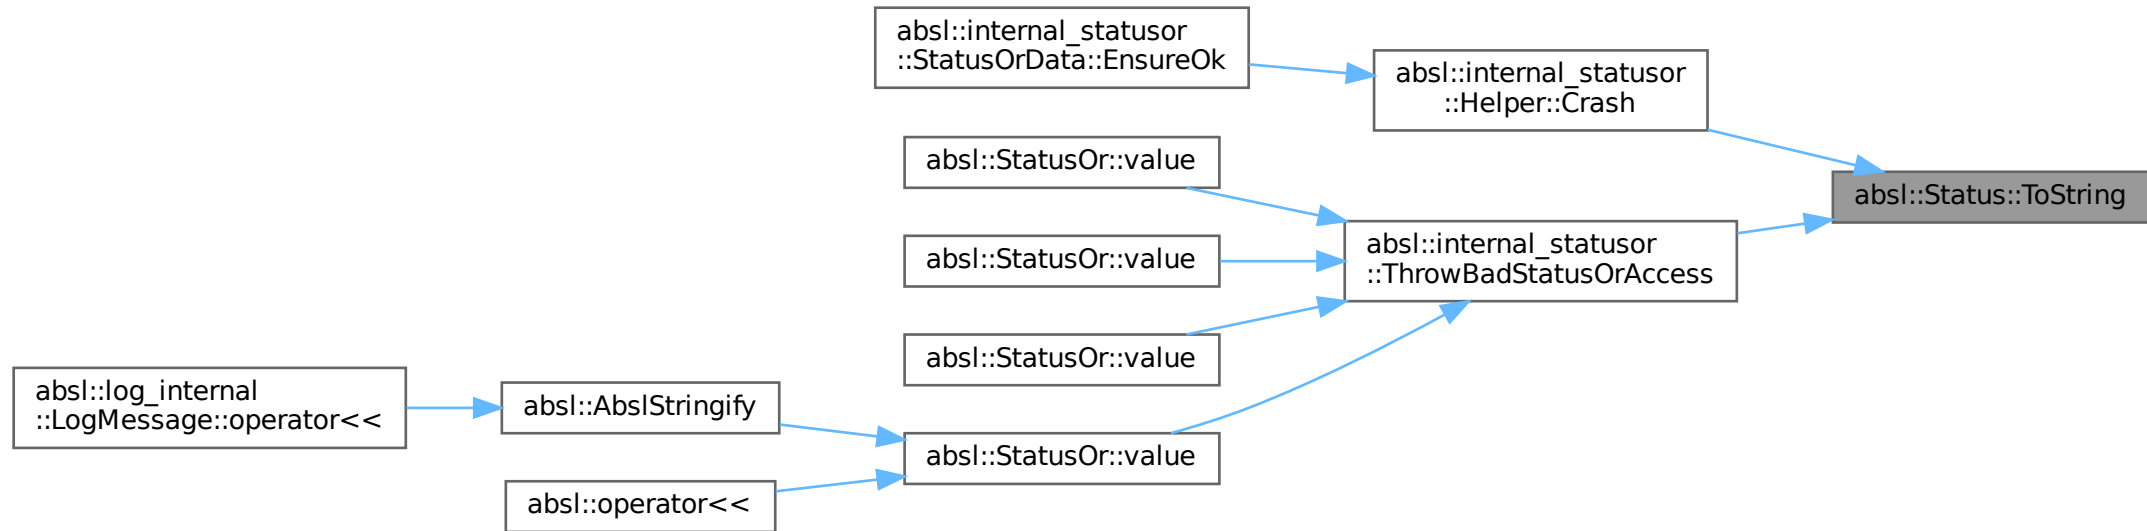 absl::internal_statusor
::StatusOrData::EnsureOk
absl::internal_statusor
::Helper::Crash
absl::StatusOr::value
absl::Status::ToString
absl::StatusOr::value
absl::internal_statusor
::ThrowBadStatusOrAccess
absl::StatusOr::value
absl::log_internal
::LogMessage::operator<<
absl::AbslStringify
absl::StatusOr::value
absl::operator<<